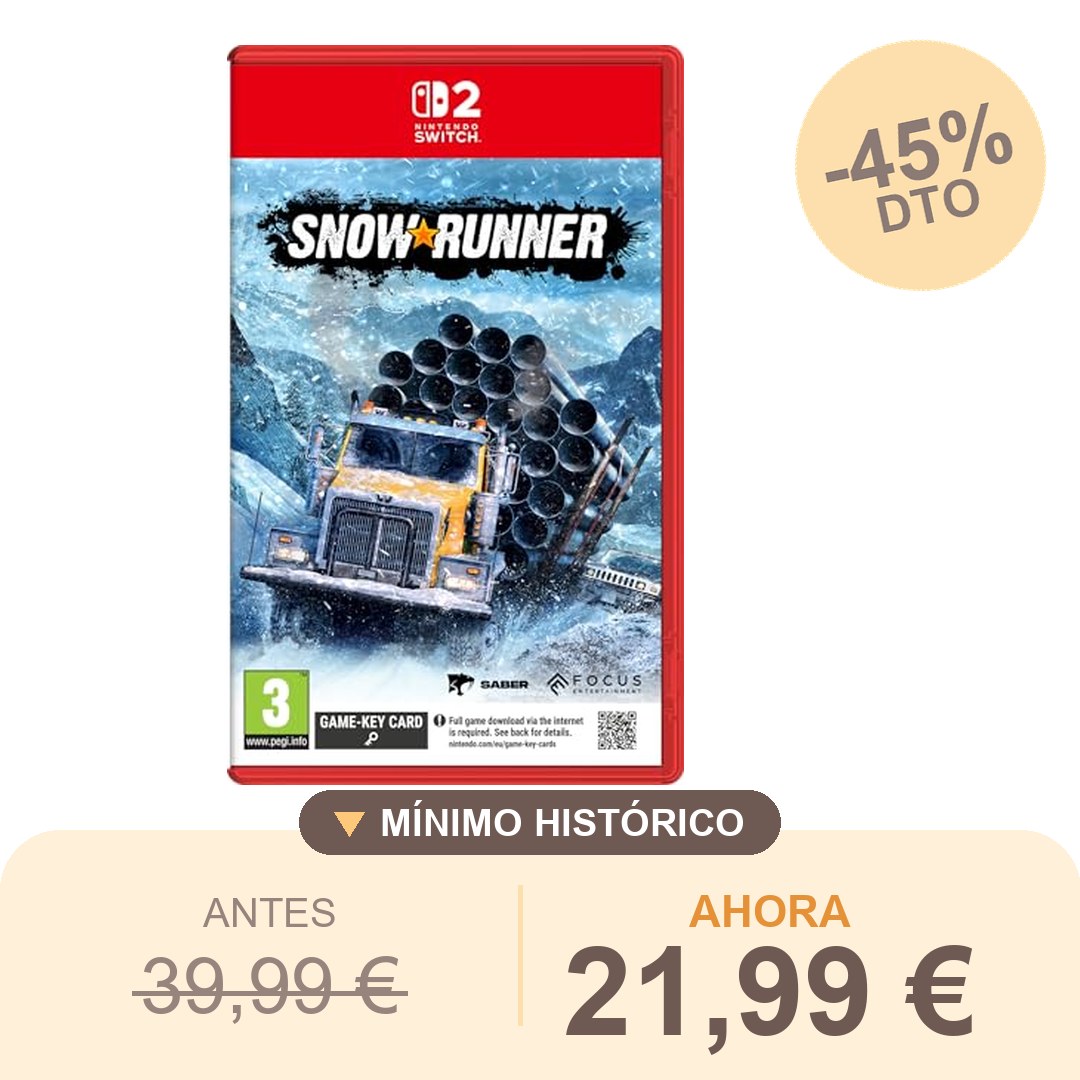 2
NINTENDO
SWITCH
-45%
DTO
SNOW RUNNER
3
www.pegi.info
SABER
FOCUS
ENTERTAINMENT
GAME-KEY CARD
Full game download via the internet
is required. See back for details.
nintendo.com/eu/game-key-cards
MÍNIMO HISTÓRICO
ANTES
39,99 €
AHORA
21,99 €